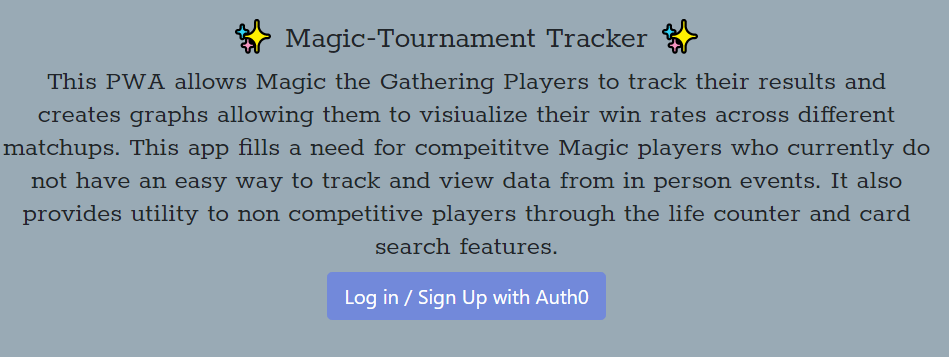 Magic-Tournament Tracker
This PWA allows Magic the Gathering Players to track their results and
creates graphs allowing them to visiualize their win rates across different
matchups. This app fills a need for compeititve Magic players who currently do
not have an easy way to track and view data from in person events. It also
provides utility to non competitive players through the life counter and card
search features.
Log in / Sign Up with Auth0